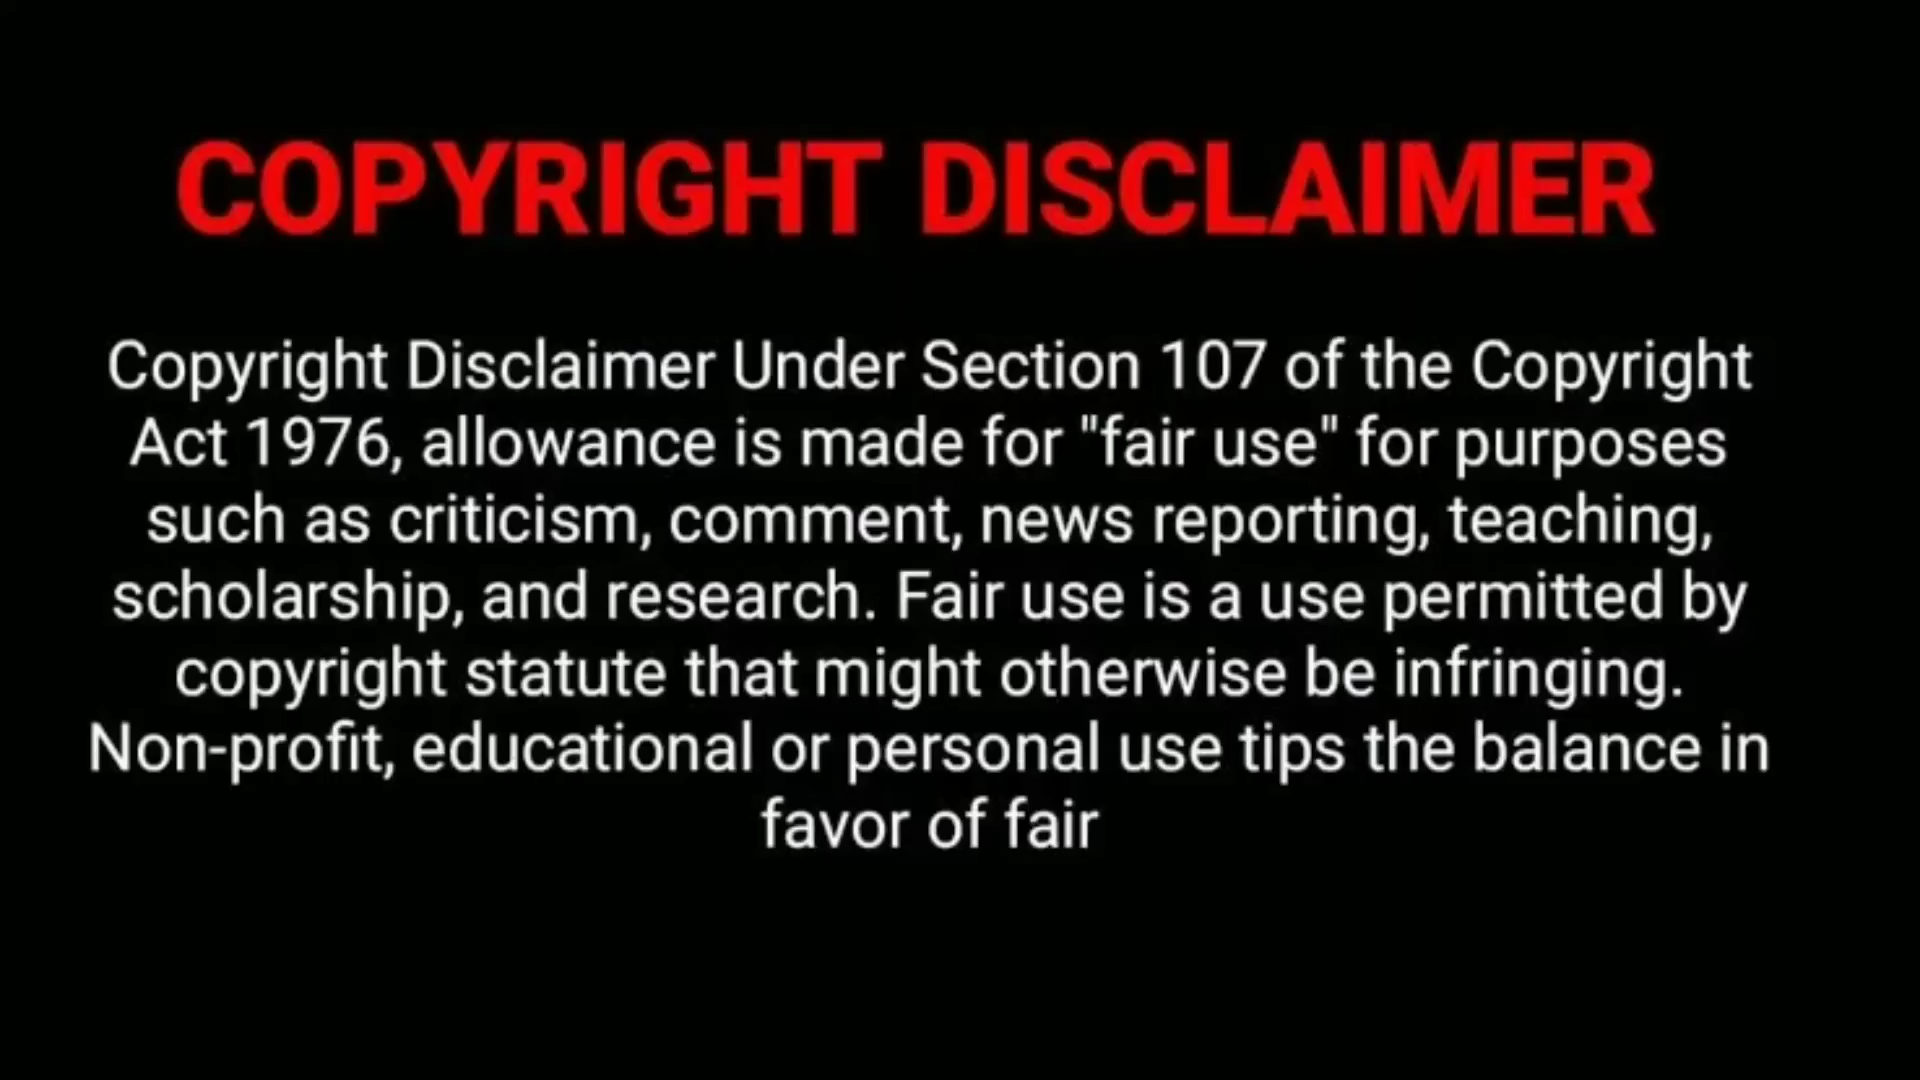 COPYRIGHT DISCLAIMER
Copyright Disclaimer Under Section 107 of the Copyright
Act 1976, allowance is made for "fair use" for purposes
such as criticism, comment, news reporting, teaching,
scholarship, and research. Fair use is a use permitted by
copyright statute that might otherwise be infringing.
Non-profit, educational or personal use tips the balance in
favor of fair